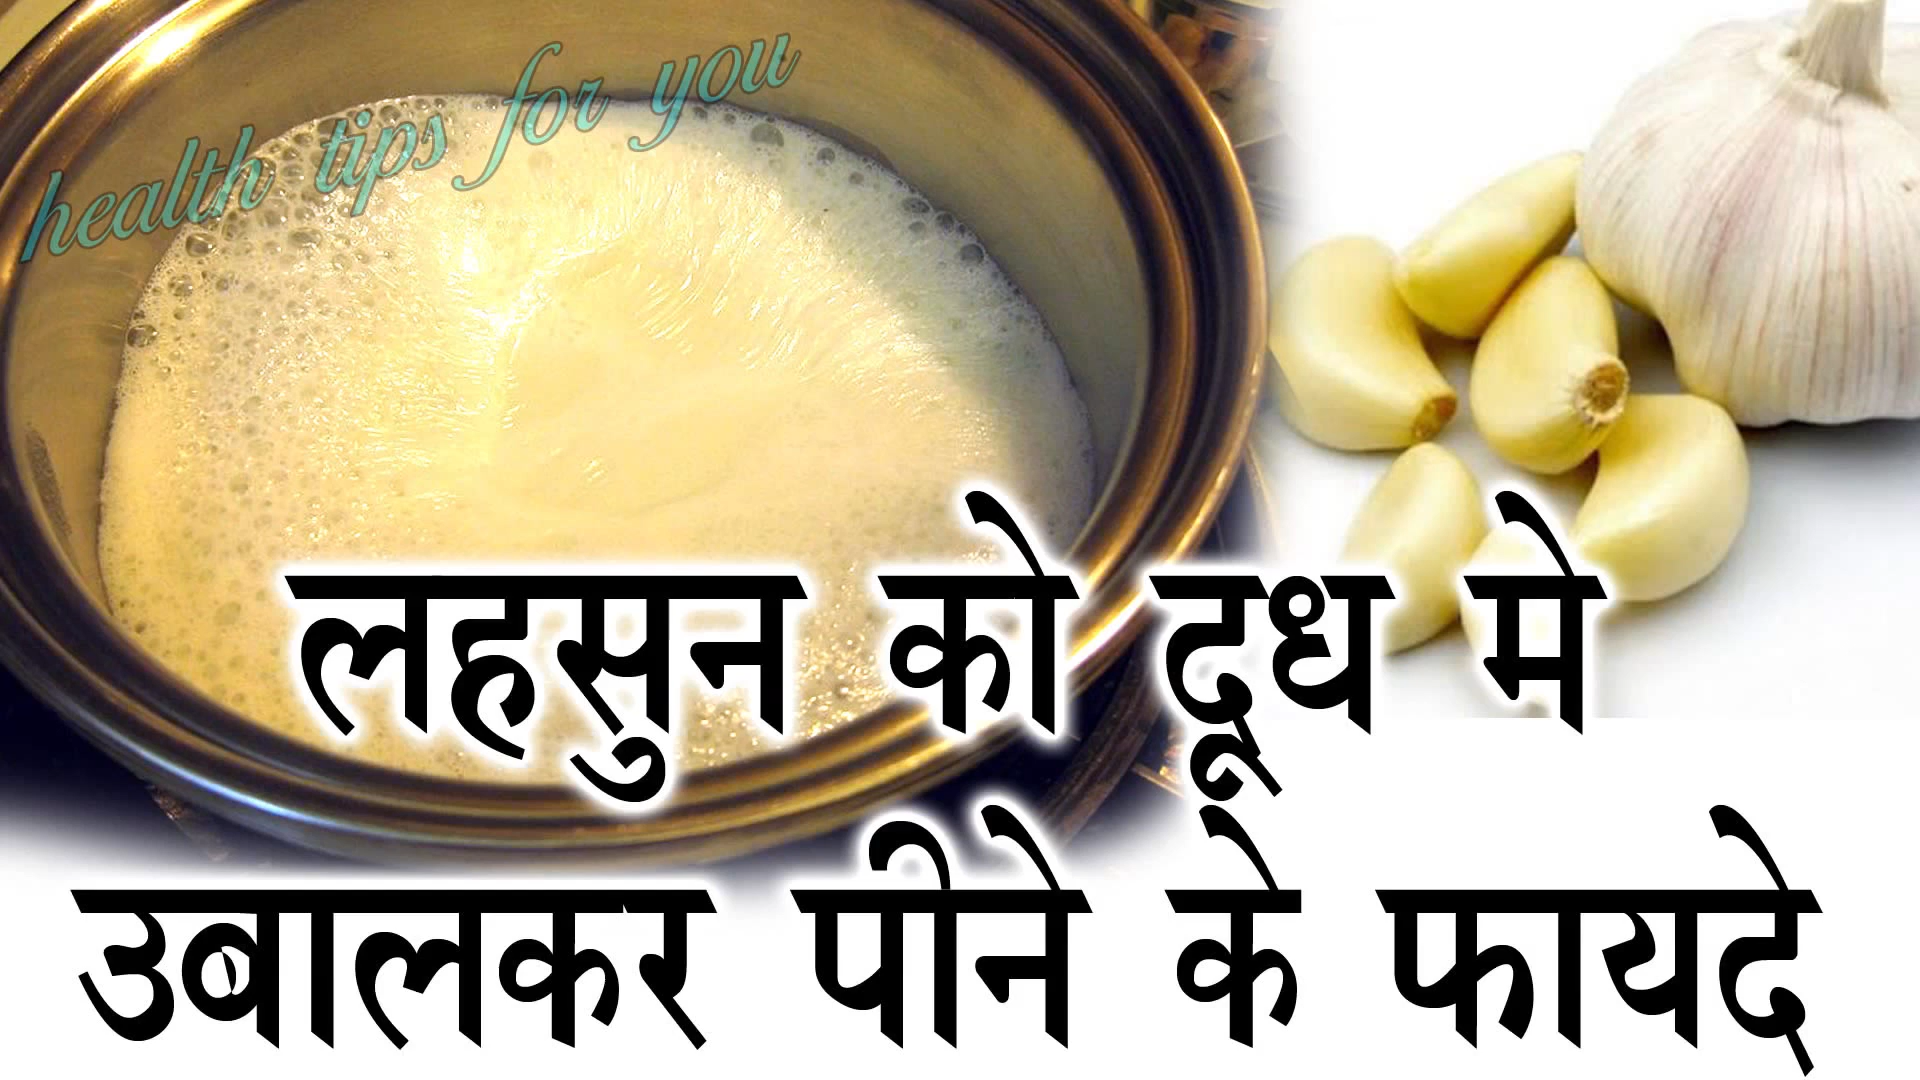 health tips for you
लहसुन को दूध मे
उबालकर पीने के फायदे